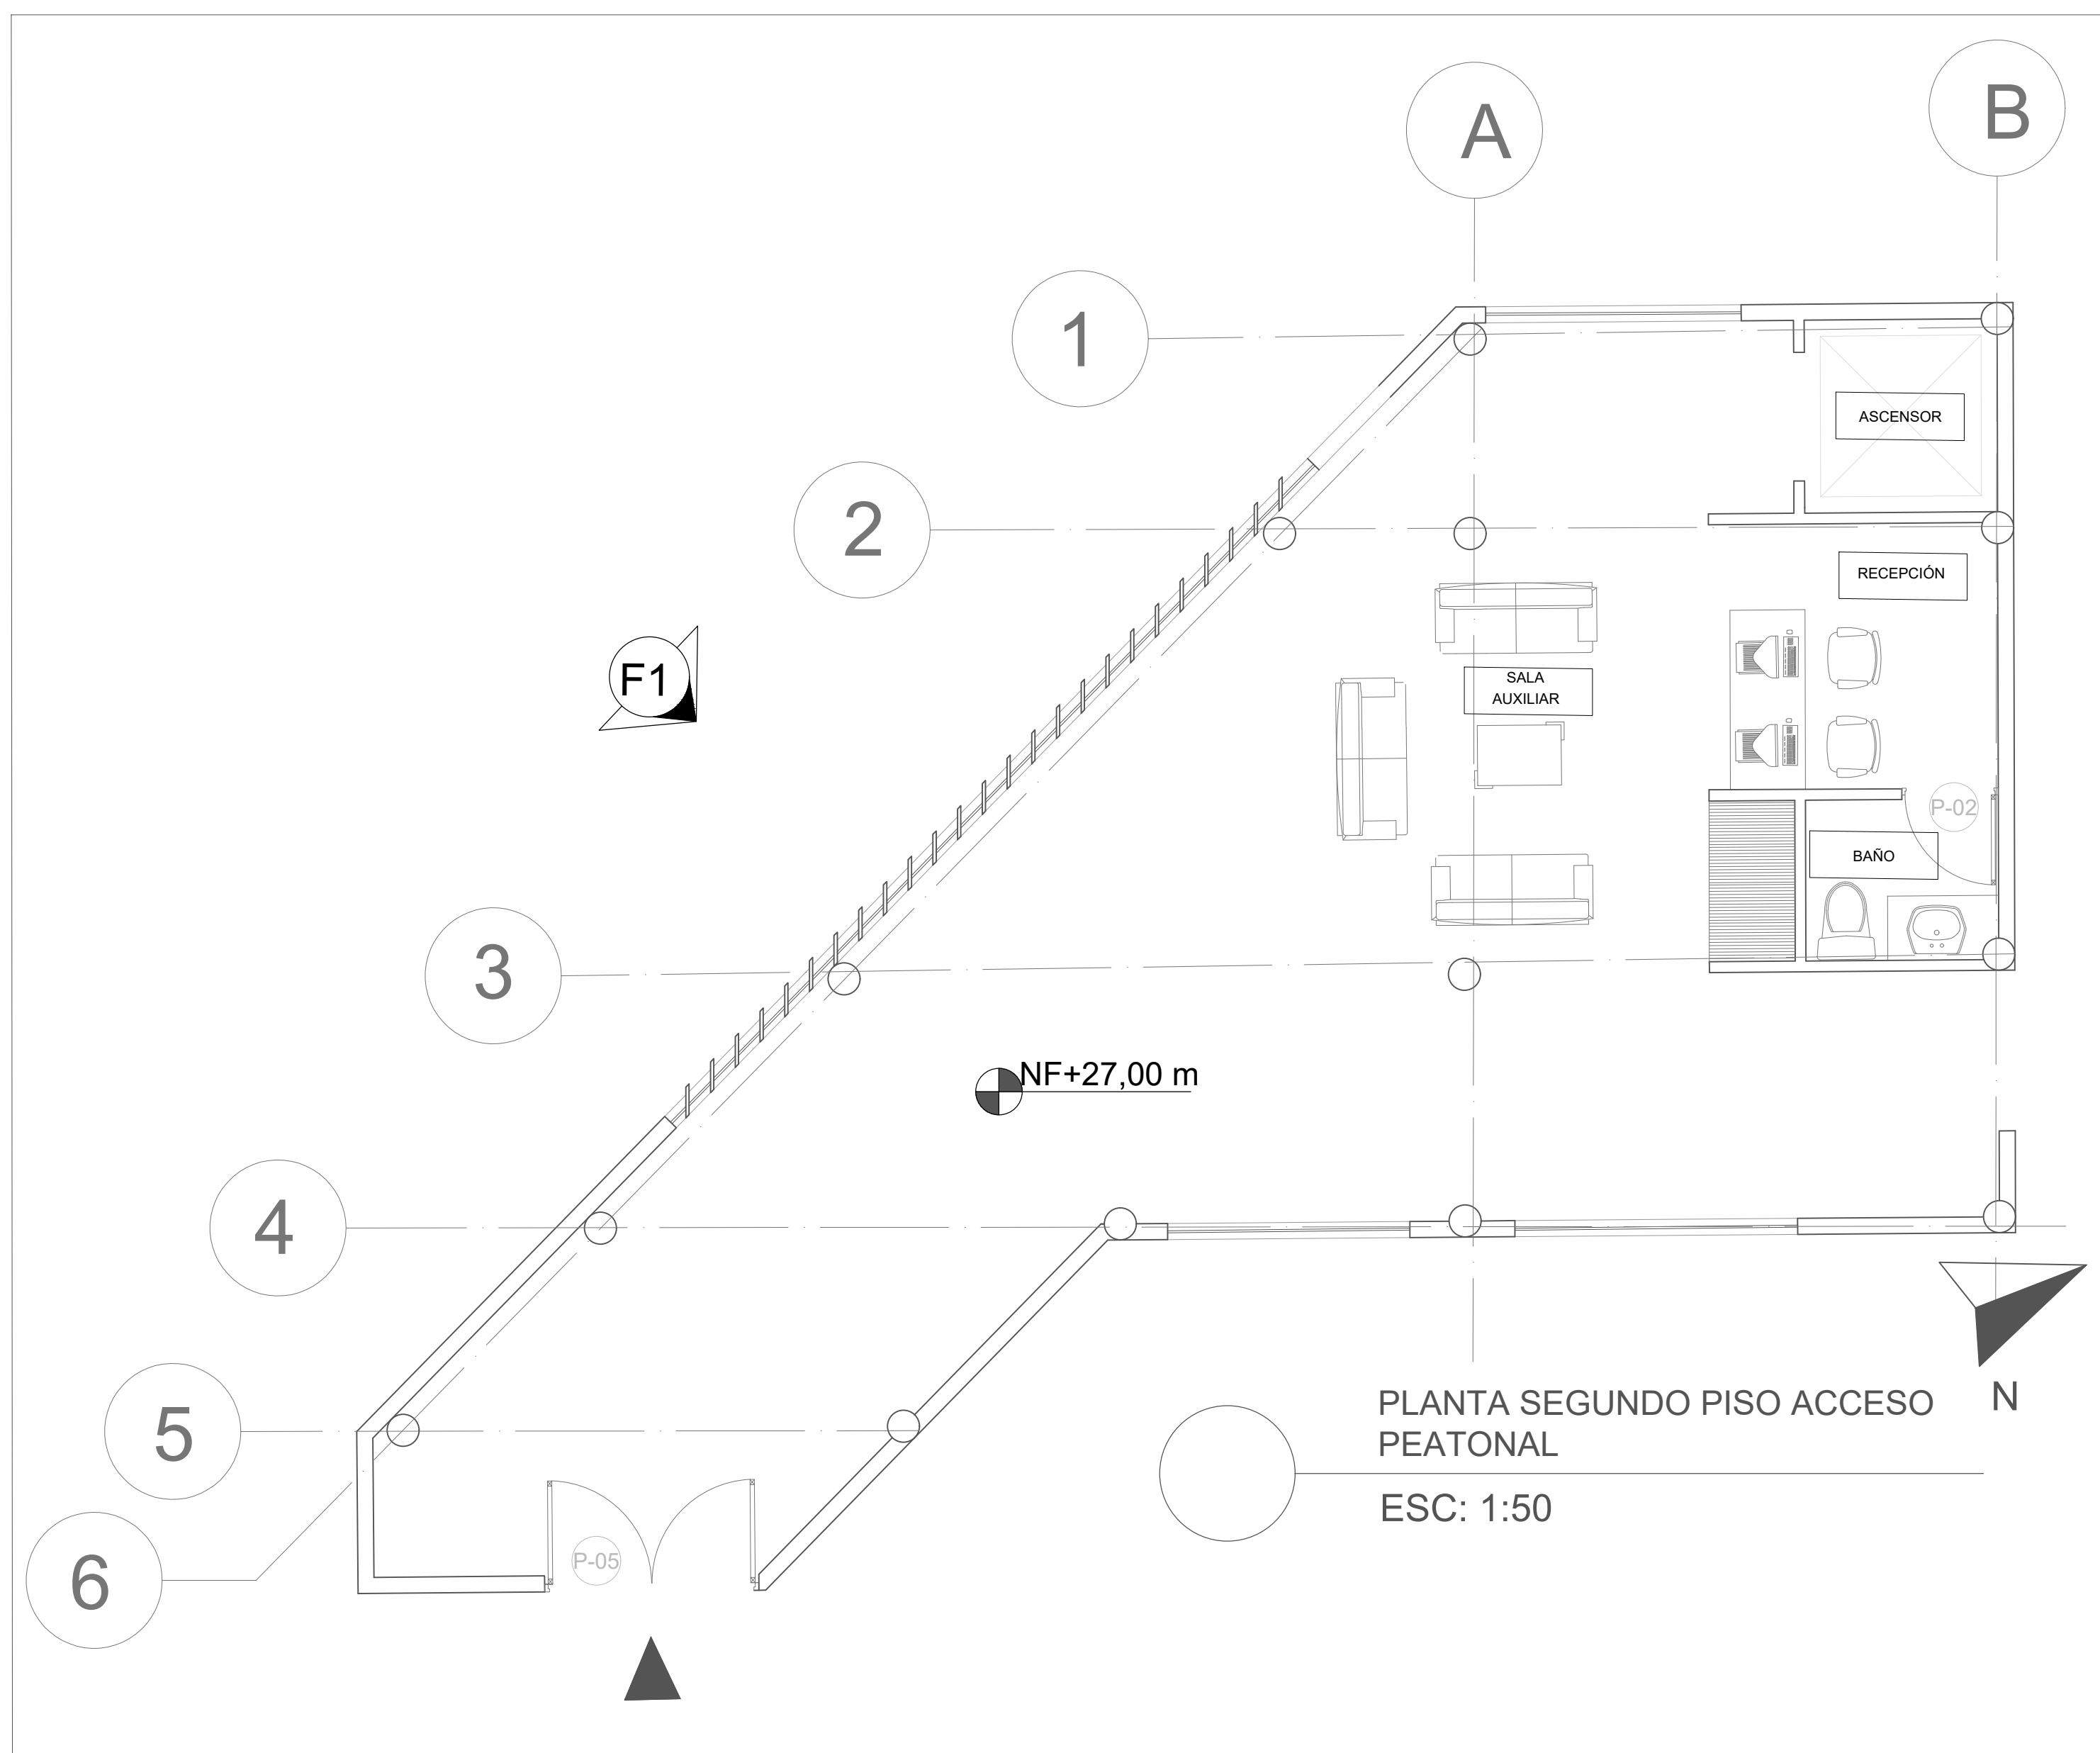 A
B
1
ASCENSOR
2
RECEPCIÓN
F1
SALA
AUXILIAR
P-02
BAÑO
3
NF+27,00 m
4
PLANTA SEGUNDO PISO ACCESO
PEATONAL
N
5
ESC: 1:50
P-05
6